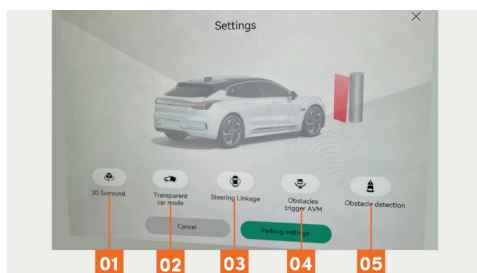 Settings
3D Surround
Transparent
car mode
Steering Linkage
Obstacles
trigger AVM
Obstacle detection
Cancel
Parking settings
01
02
03
04
05